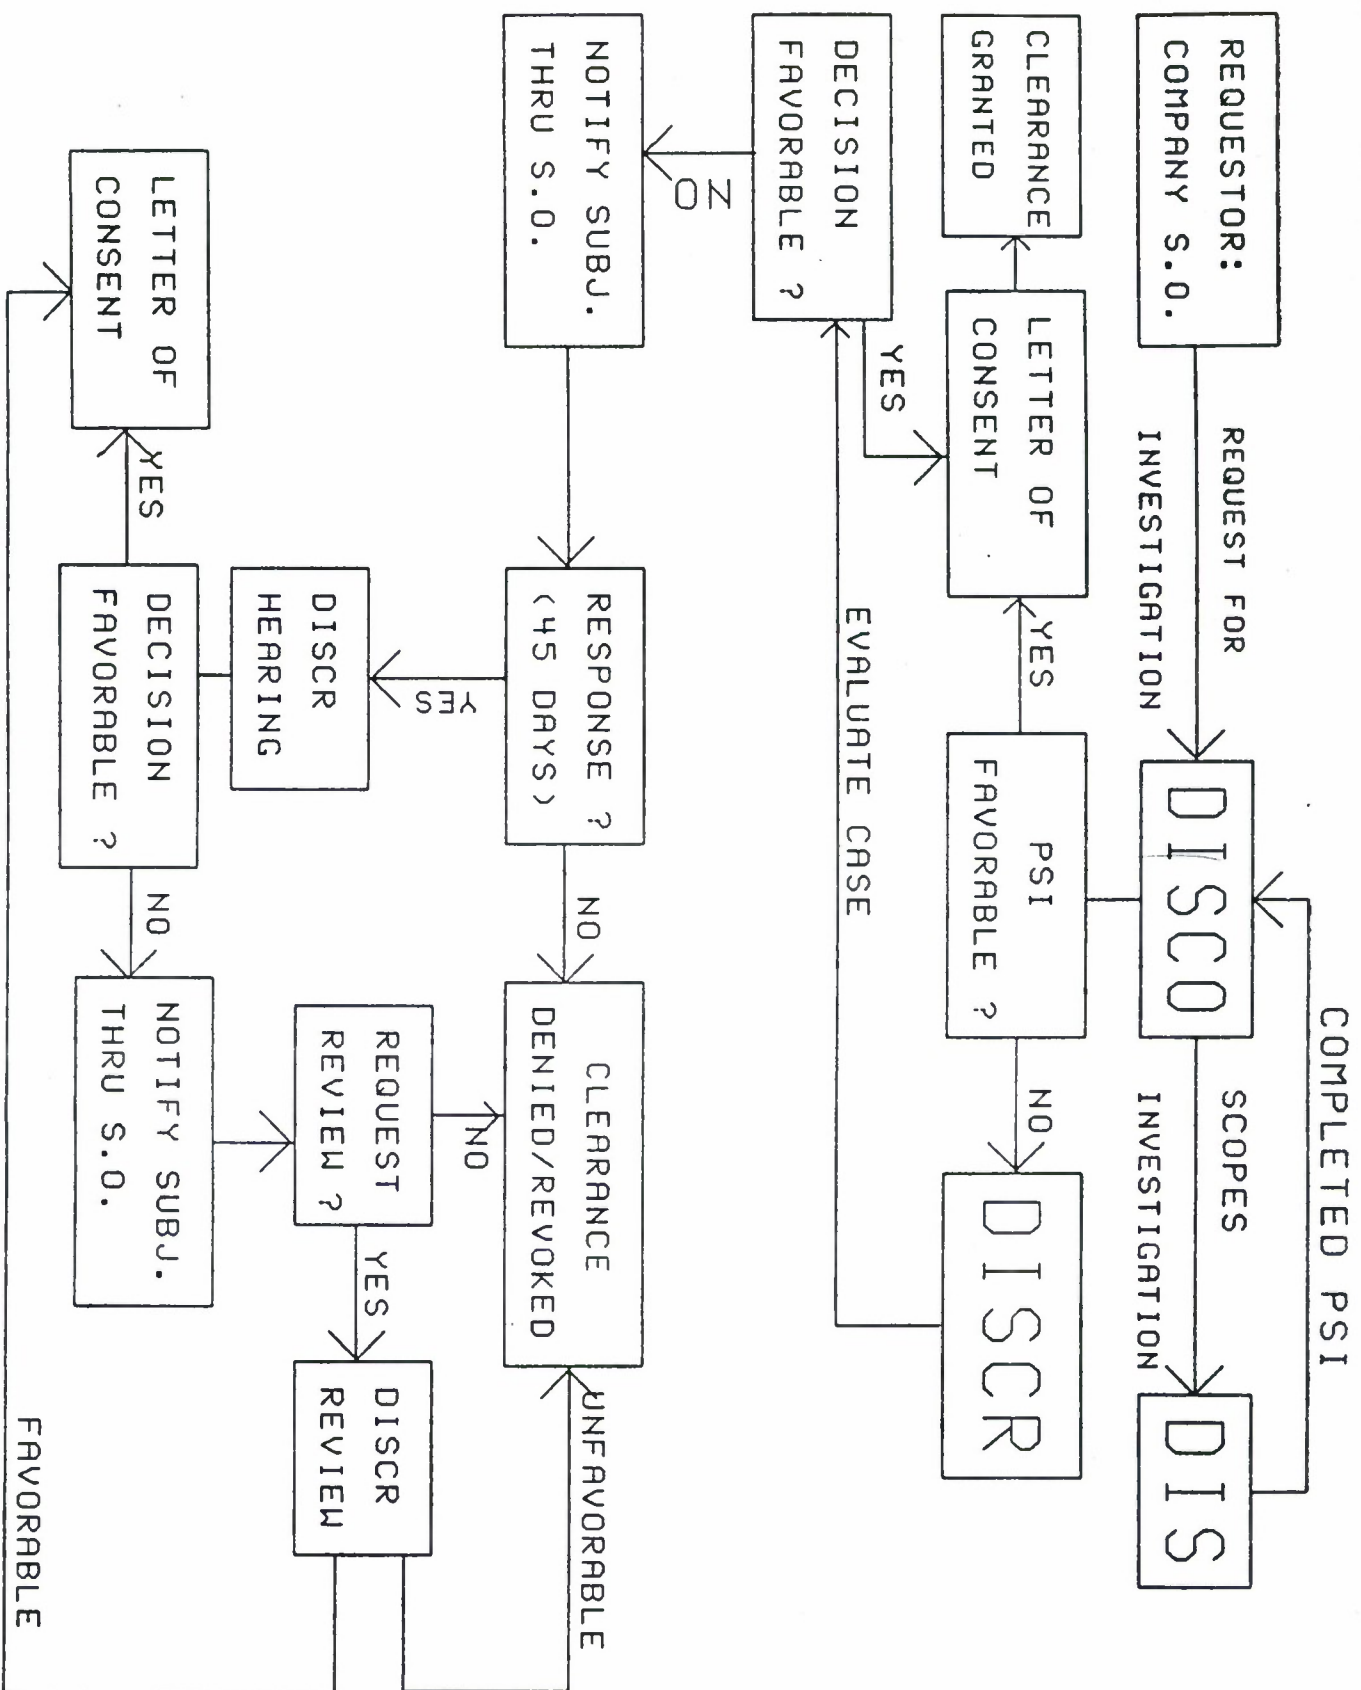 COMPLETED PSI
REQUESTOR:
COMPANY S.O.
REQUEST FOR
INVESTIGATION
DISCO
SCOPES
INVESTIGATION
DIS
CLEARANCE
GRANTED
LETTER OF
CONSENT
YES
PSI
FAVORABLE ?
NO
DISCR
DECISION
FAVORABLE ?
YES
EVALUATE CASE
NO
NOTIFY SUBJ.
THRU S.O.
RESPONSE ?
(45 DAYS)
NO
CLEARANCE
DENIED/REVOKED
UNFAVORABLE
YES
NO
DISCR
HEARING
REQUEST
REVIEW ?
YES
DISCR
REVIEW
LETTER OF
CONSENT
YES
DECISION
FAVORABLE ?
NO
NOTIFY SUBJ.
THRU S.O.
FAVORABLE